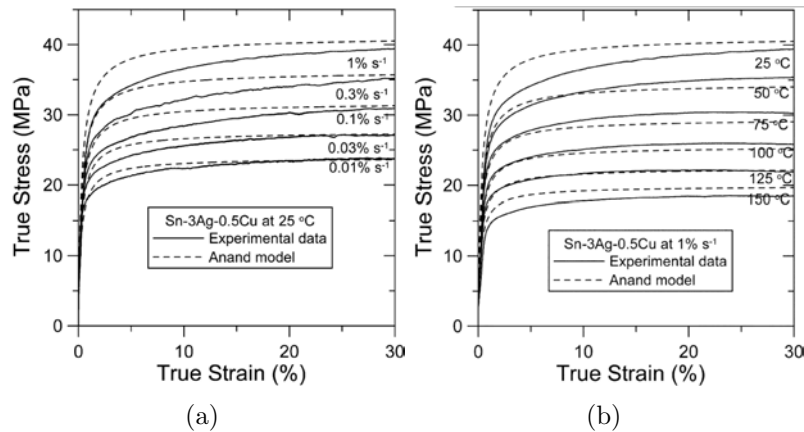 True Stress (MPa)
40
30
20
10
0
1% s⁻¹
0.3% s⁻¹
0.1% s⁻¹
0.03% s⁻¹
0.01% s⁻¹
Sn-3Ag-0.5Cu at 25 °C
Experimental data
Anand model
0 10 20 30
True Strain (%)
(a)
True Stress (MPa)
40
30
20
10
0
25 °C
50 °C
75 °C
100 °C
125 °C
150 °C
Sn-3Ag-0.5Cu at 1% s⁻¹
Experimental data
Anand model
0 10 20 30
True Strain (%)
(b)